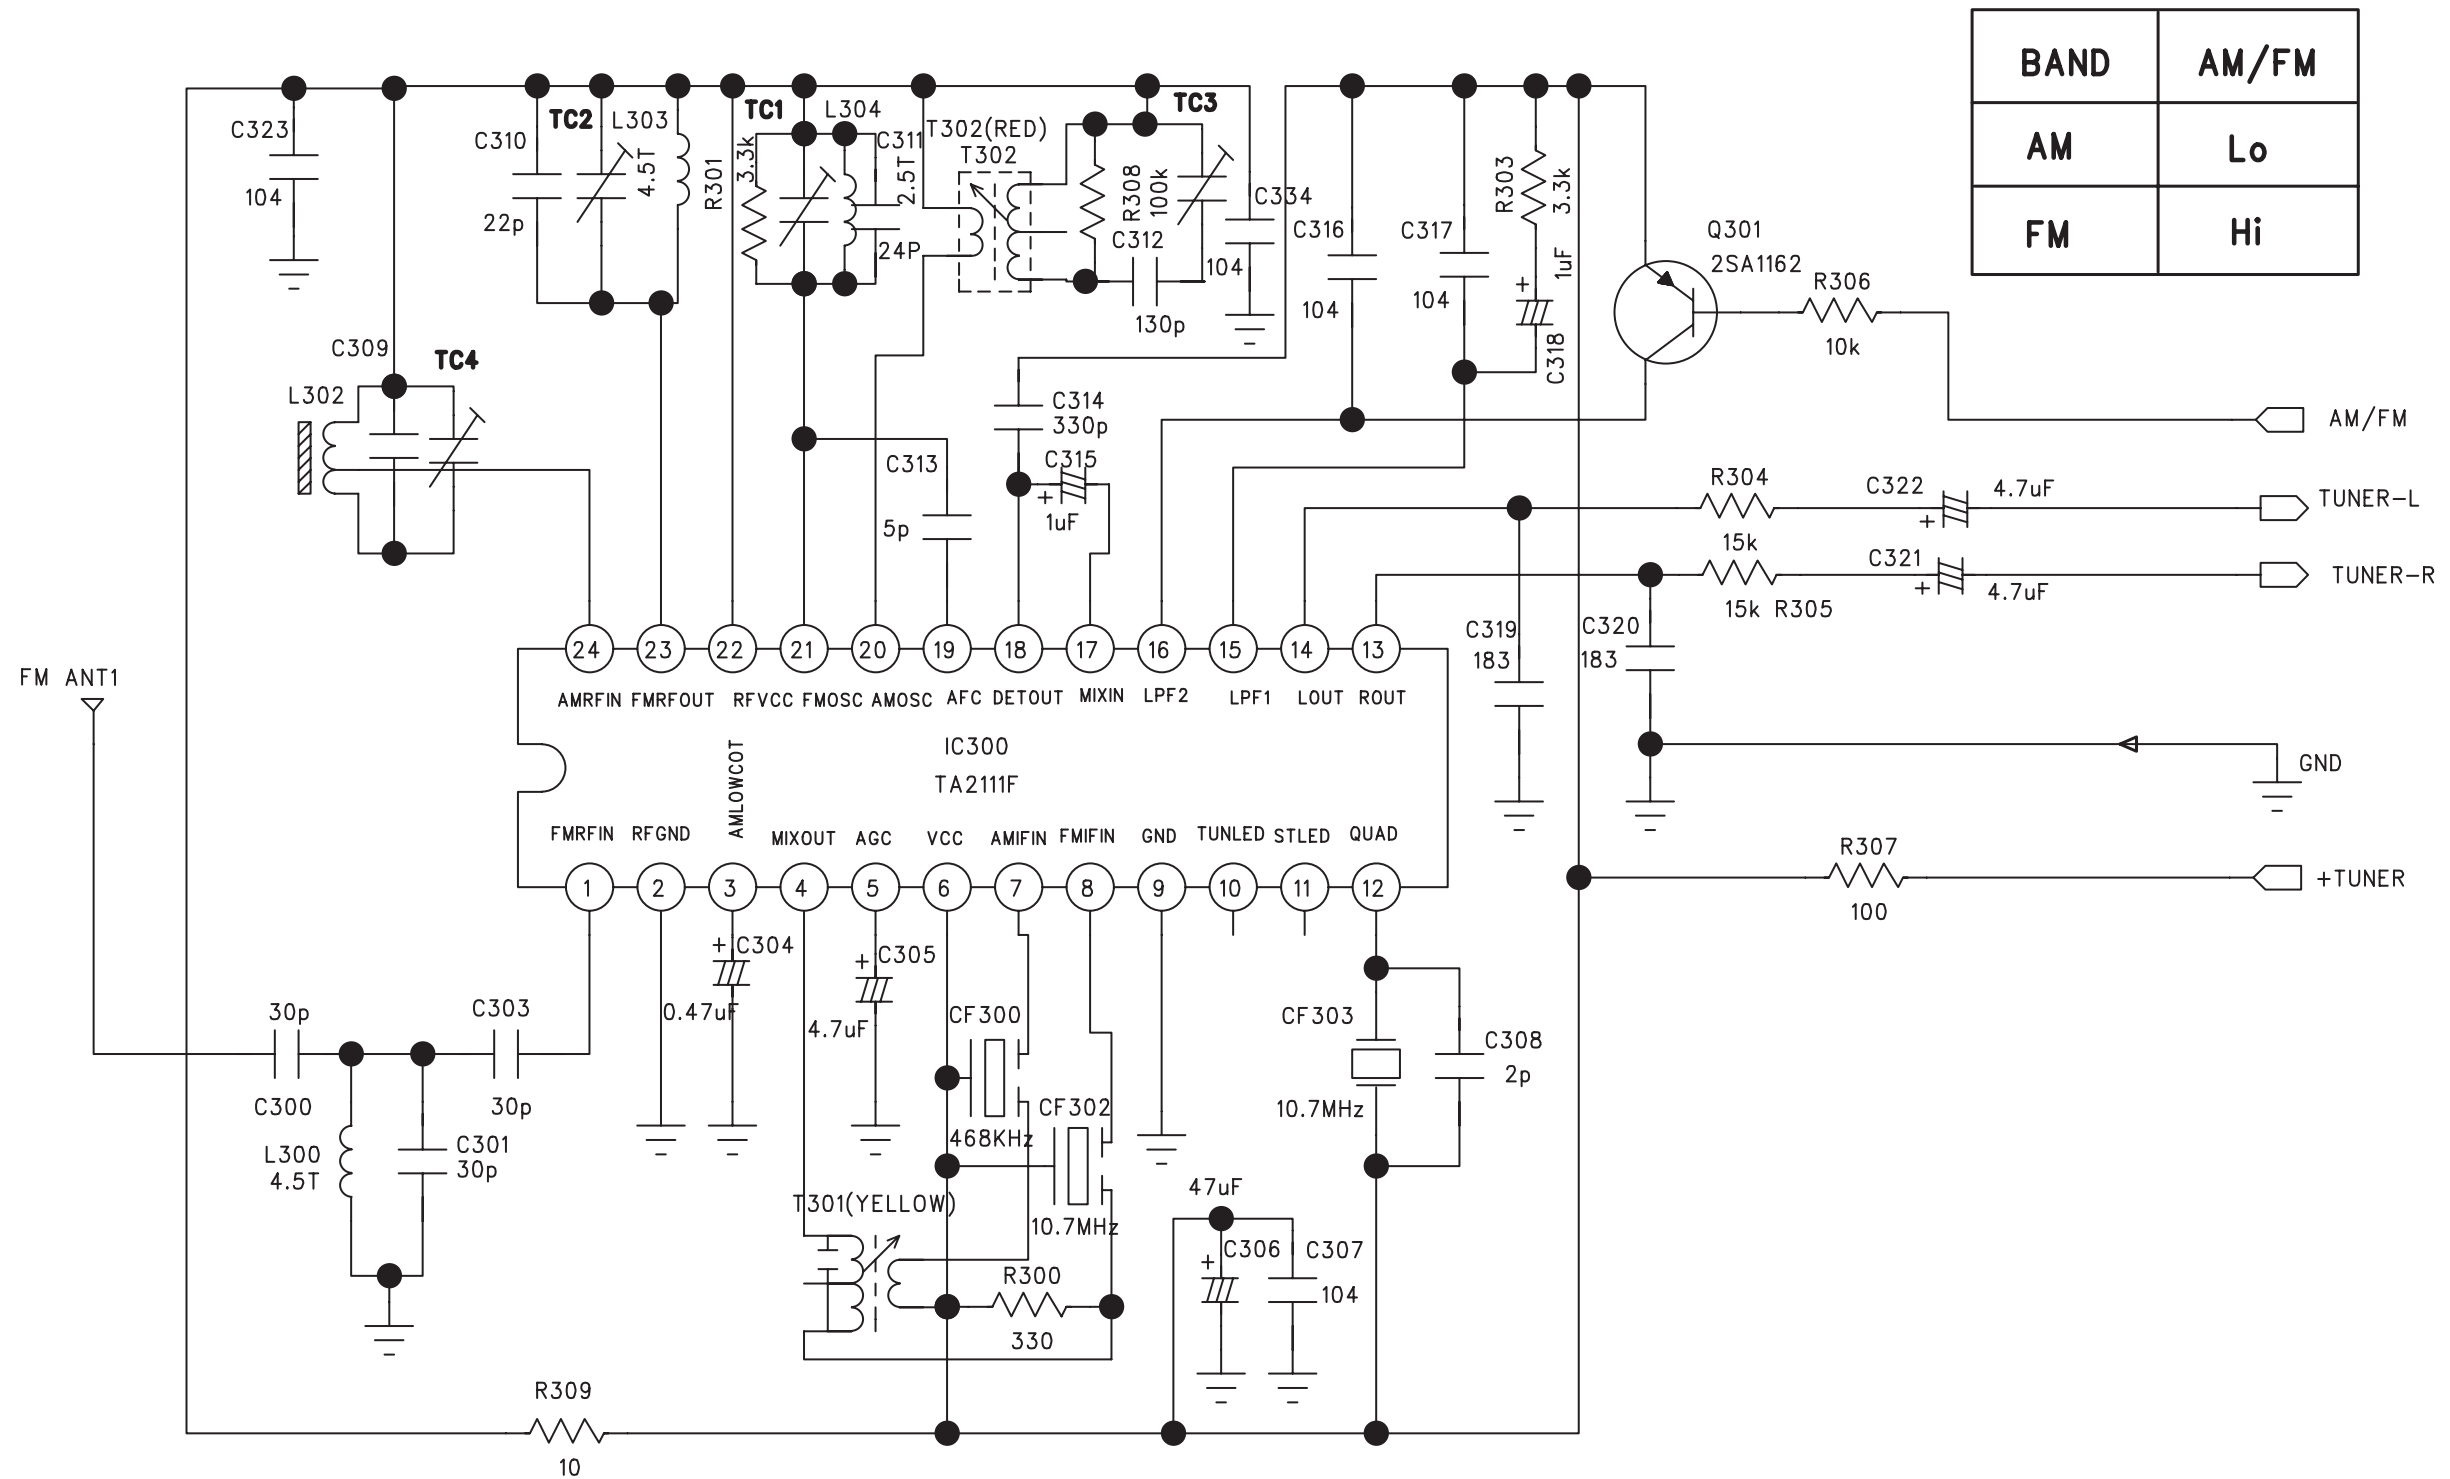 BAND AM/FM
AM Lo
FM Hi
C323
104
C310
22p
TC2
L303
4.5T
R301
3.3k
TC1
L304
C311
2.5T
24P
T302(RED)
T302
TC3
R308
100k
C312
130p
C334
104
C316
104
C317
104
R303
3.3k
+
1uF
C318
Q301
2SA1162
R306
10k
C309
TC4
L302
C314
330p
C315
+
1uF
C313
5p
AM/FM
R304
15k
C322
+
4.7uF
TUNER-L
C321
+
4.7uF
TUNER-R
15k R305
C319
183
C320
183
FM ANT1
24 23 22 21 20 19 18 17 16 15 14 13
AMRFIN FMRFOUT RFVCC FMOSC AMOSC AFC DETOUT MIXIN LPF2 LPF1 LOUT ROUT
IC300
TA2111F
GND
AMLOWCOT
FMRFIN RFGND MIXOUT AGC VCC AMIFIN FMIFIN GND TUNLED STLED QUAD
1 2 3 4 5 6 7 8 9 10 11 12
R307
100
+TUNER
+ C304
0.47uF
+ C305
4.7uF
30p
C300
C303
30p
L300
4.5T
C301
30p
CF300
468KHz
CF302
10.7MHz
CF303
10.7MHz
C308
2p
T301(YELLOW)
R300
330
47uF
+
C306
C307
104
R309
10